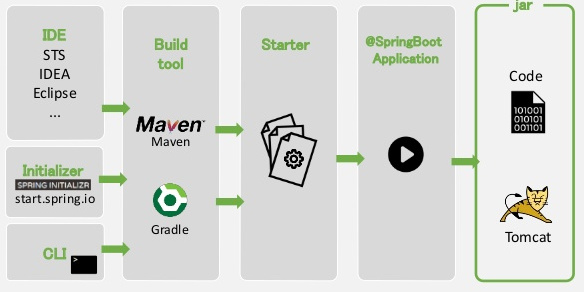 IDE
STS
IDEA
Eclipse
...
Initializer
SPRING INITIALIZR
start.spring.io
CLI
>
Build
tool
Maven™
Maven
Gradle
Starter
@SpringBoot
Application
jar
Code
101001
010101
001101
Tomcat